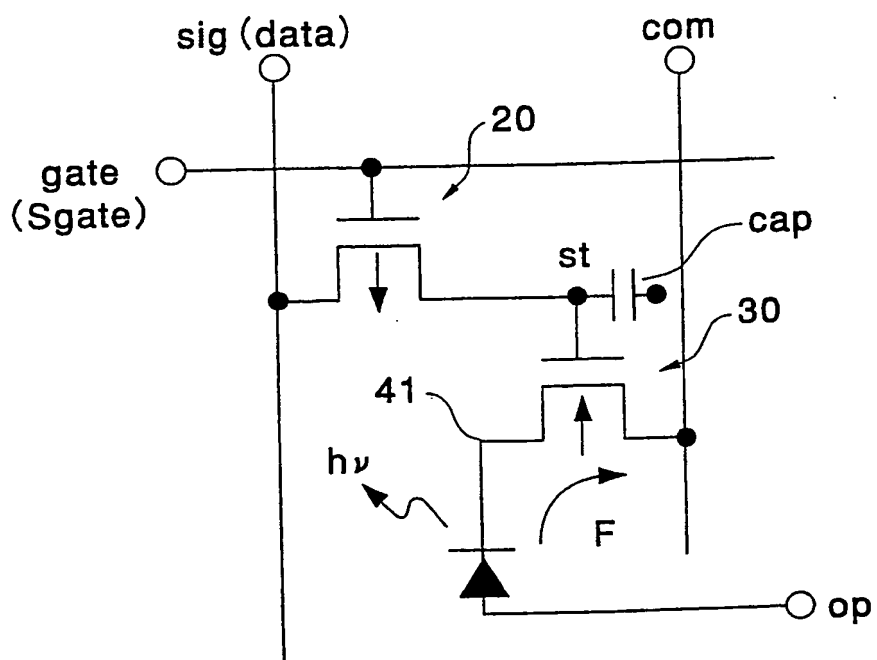 sig (data)
com
20
gate
(Sgate)
cap
st
30
41
hν
F
op